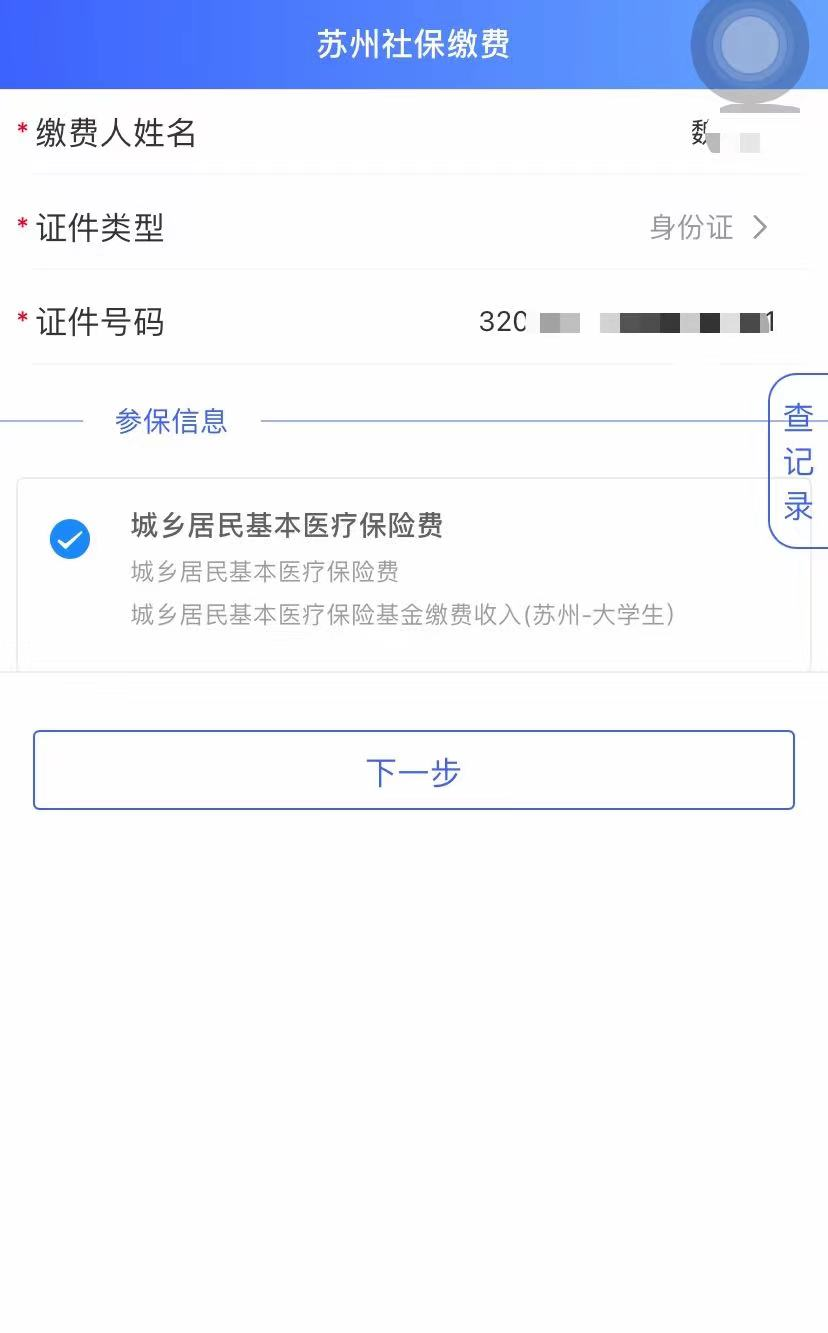 苏州社保缴费
* 缴费人姓名
* 证件类型 身份证
* 证件号码 320 1
参保信息
查记录
城乡居民基本医疗保险费
城乡居民基本医疗保险费
城乡居民基本医疗保险基金缴费收入(苏州-大学生)
下一步